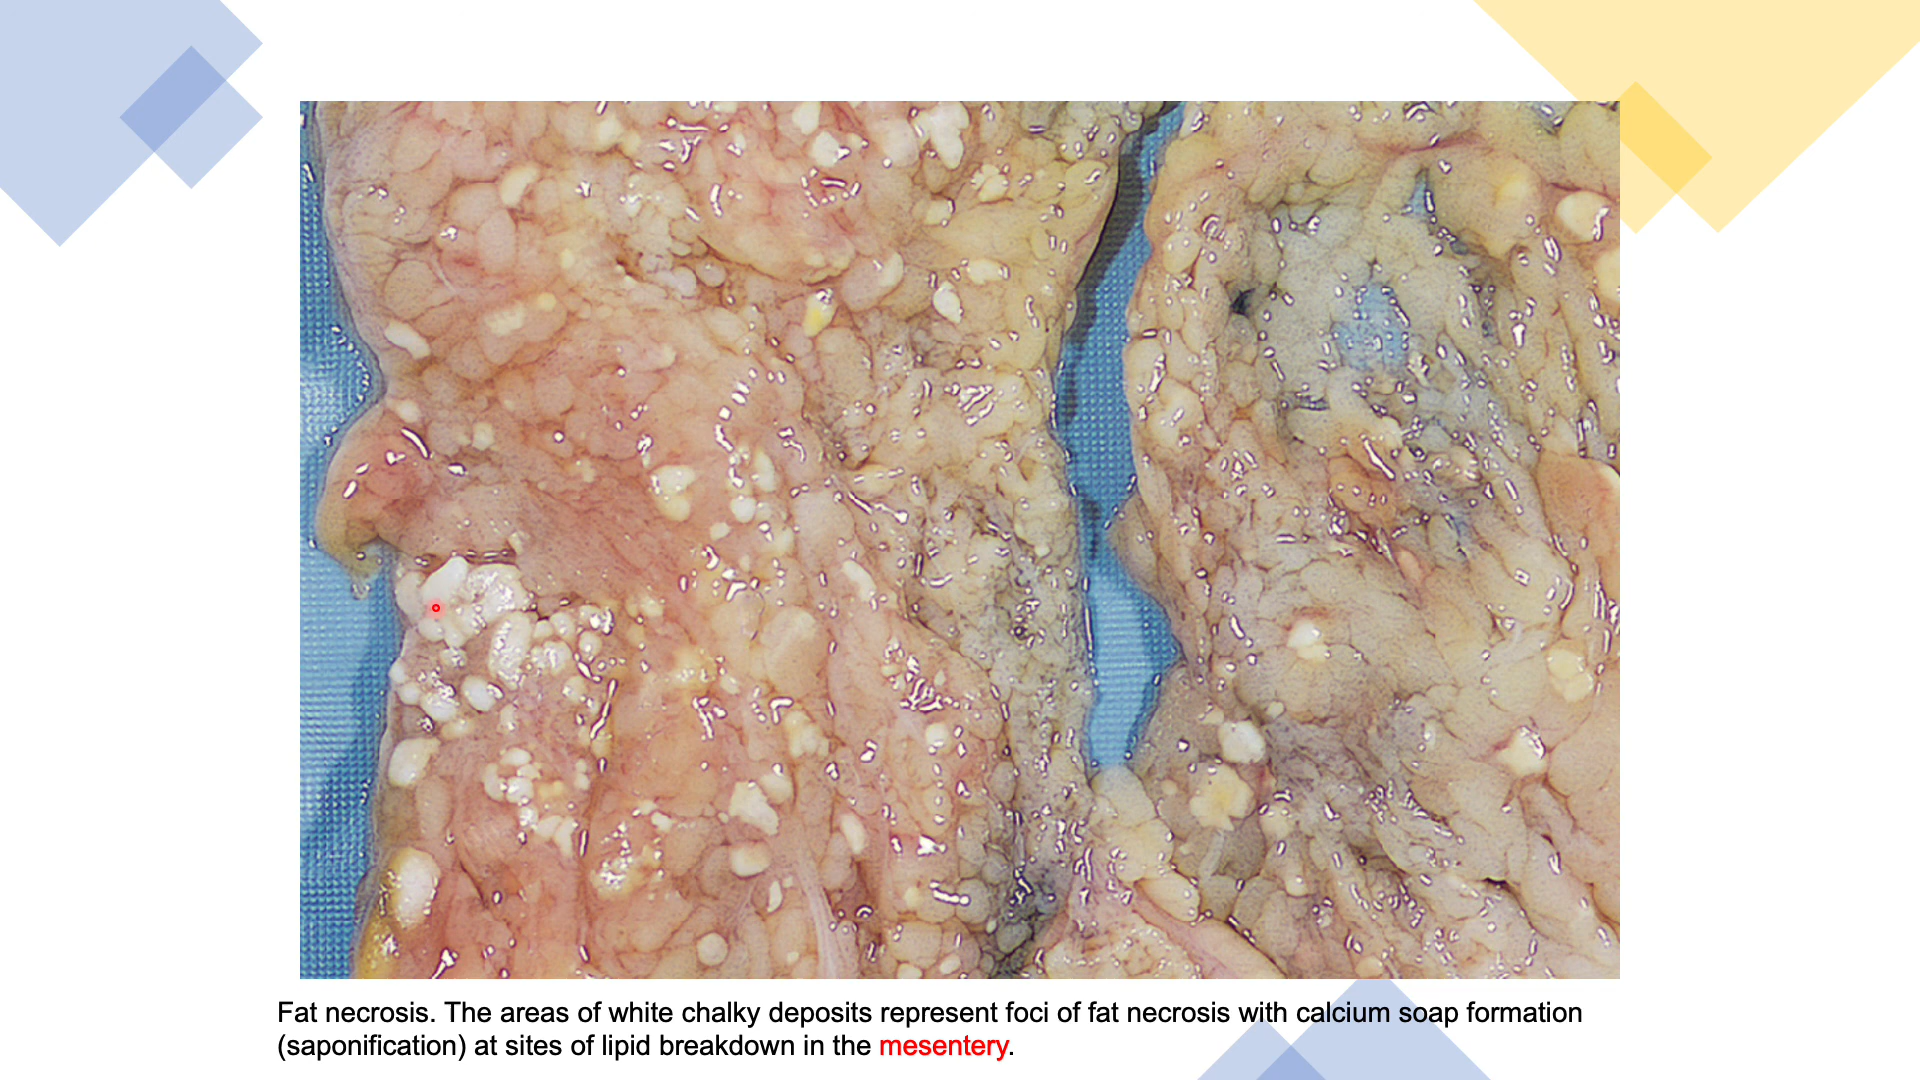 Fat necrosis. The areas of white chalky deposits represent foci of fat necrosis with calcium soap formation
(saponification) at sites of lipid breakdown in the mesentery.